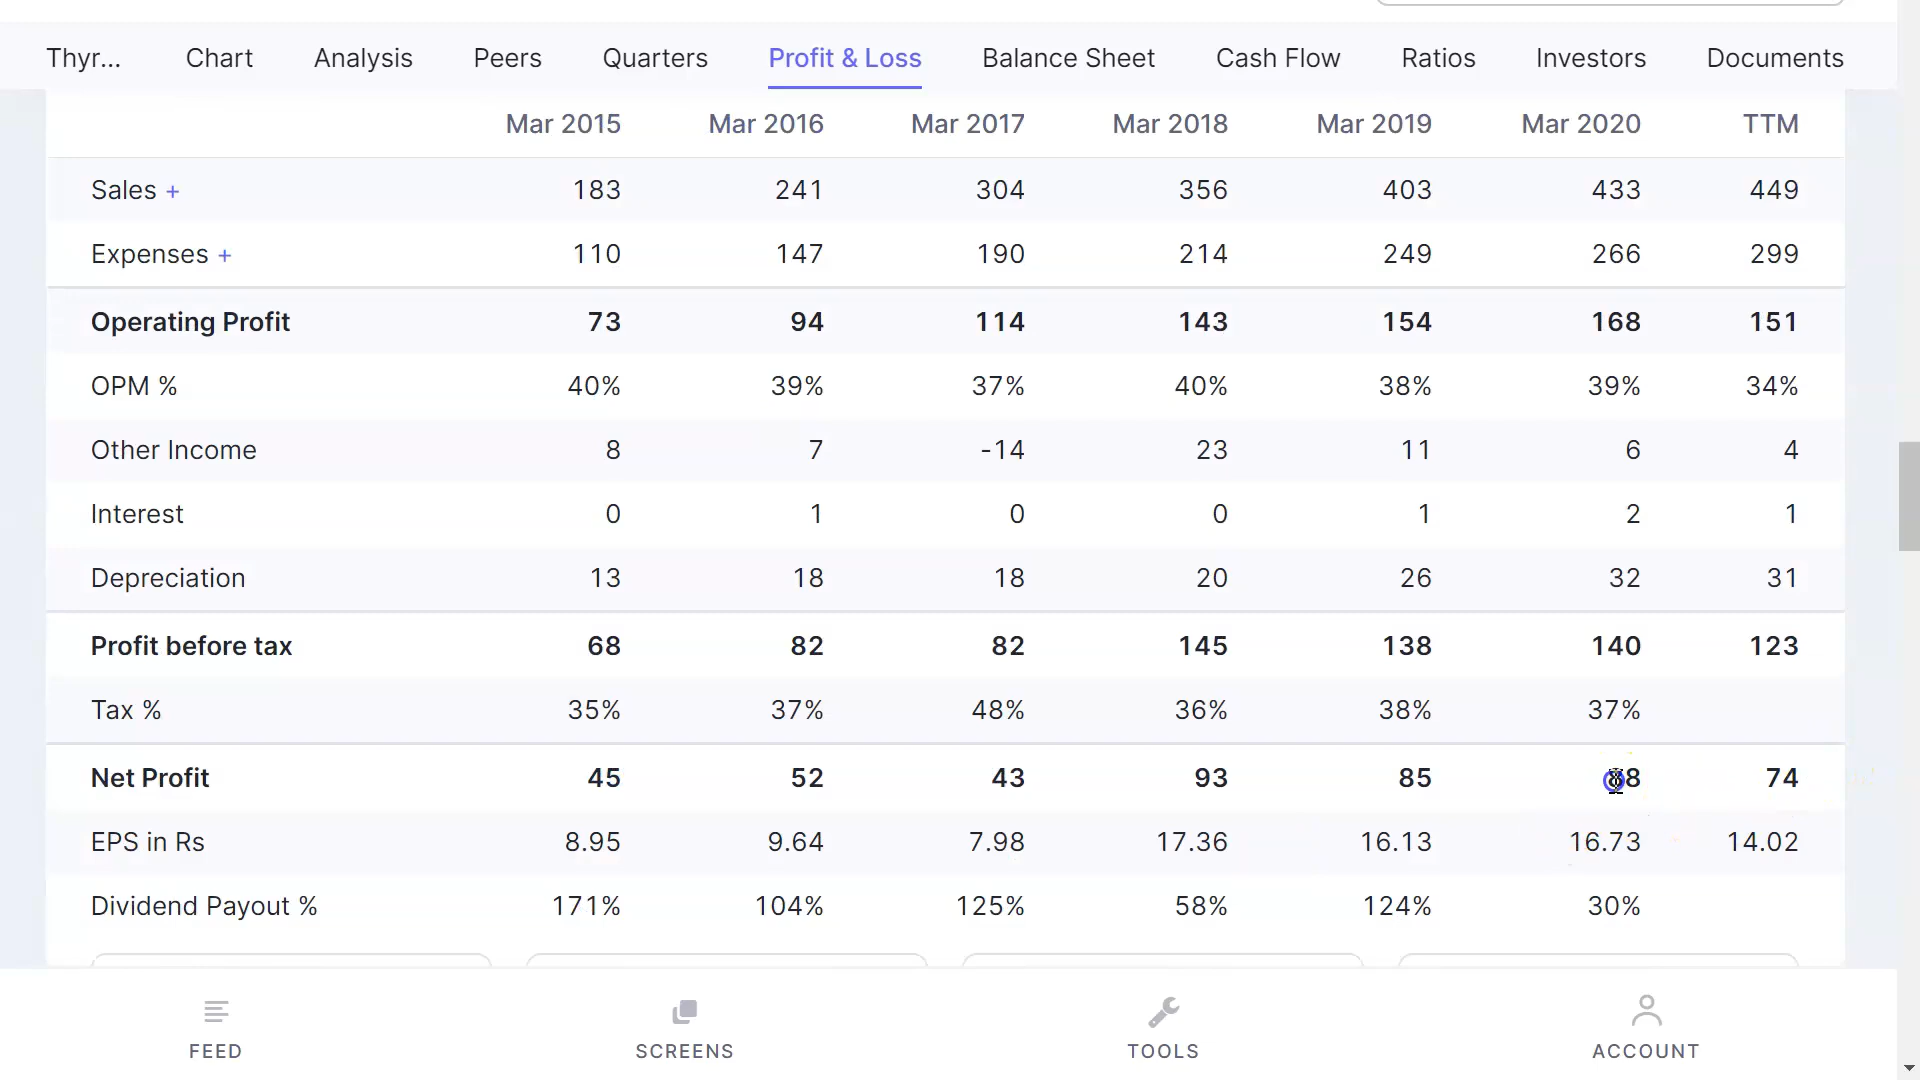 Thyr... Chart Analysis Peers Quarters Profit & Loss Balance Sheet Cash Flow Ratios Investors Documents
Mar 2015 Mar 2016 Mar 2017 Mar 2018 Mar 2019 Mar 2020 TTM
Sales + 183 241 304 356 403 433 449
Expenses + 110 147 190 214 249 266 299
Operating Profit 73 94 114 143 154 168 151
OPM % 40% 39% 37% 40% 38% 39% 34%
Other Income 8 7 -14 23 11 6 4
Interest 0 1 0 0 1 2 1
Depreciation 13 18 18 20 26 32 31
Profit before tax 68 82 82 145 138 140 123
Tax % 35% 37% 48% 36% 38% 37%
Net Profit 45 52 43 93 85 88 74
EPS in Rs 8.95 9.64 7.98 17.36 16.13 16.73 14.02
Dividend Payout % 171% 104% 125% 58% 124% 30%
FEED SCREENS TOOLS ACCOUNT